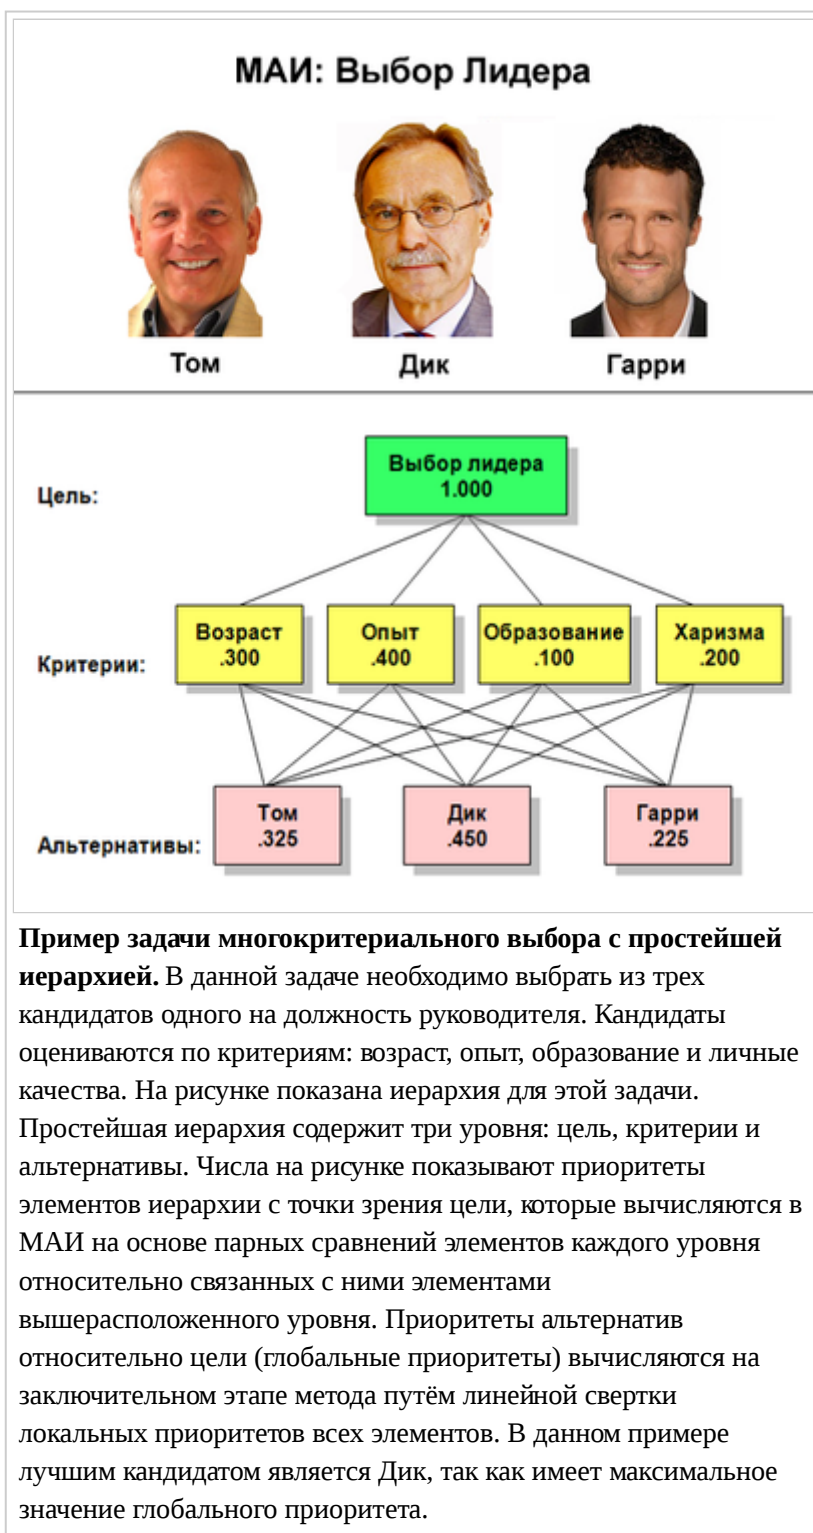 МАИ: Выбор Лидера
Том
Дик
Гарри
Цель:
Выбор лидера
1.000
Критерии:
Возраст
.300
Опыт
.400
Образование
.100
Харизма
.200
Альтернативы:
Том
.325
Дик
.450
Гарри
.225
Пример задачи многокритериального выбора с простейшей
иерархией. В данной задаче необходимо выбрать из трех
кандидатов одного на должность руководителя. Кандидаты
оцениваются по критериям: возраст, опыт, образование и личные
качества. На рисунке показана иерархия для этой задачи.
Простейшая иерархия содержит три уровня: цель, критерии и
альтернативы. Числа на рисунке показывают приоритеты
элементов иерархии с точки зрения цели, которые вычисляются в
МАИ на основе парных сравнений элементов каждого уровня
относительно связанных с ними элементами
вышерасположенного уровня. Приоритеты альтернатив
относительно цели (глобальные приоритеты) вычисляются на
заключительном этапе метода путём линейной свертки
локальных приоритетов всех элементов. В данном примере
лучшим кандидатом является Дик, так как имеет максимальное
значение глобального приоритета.